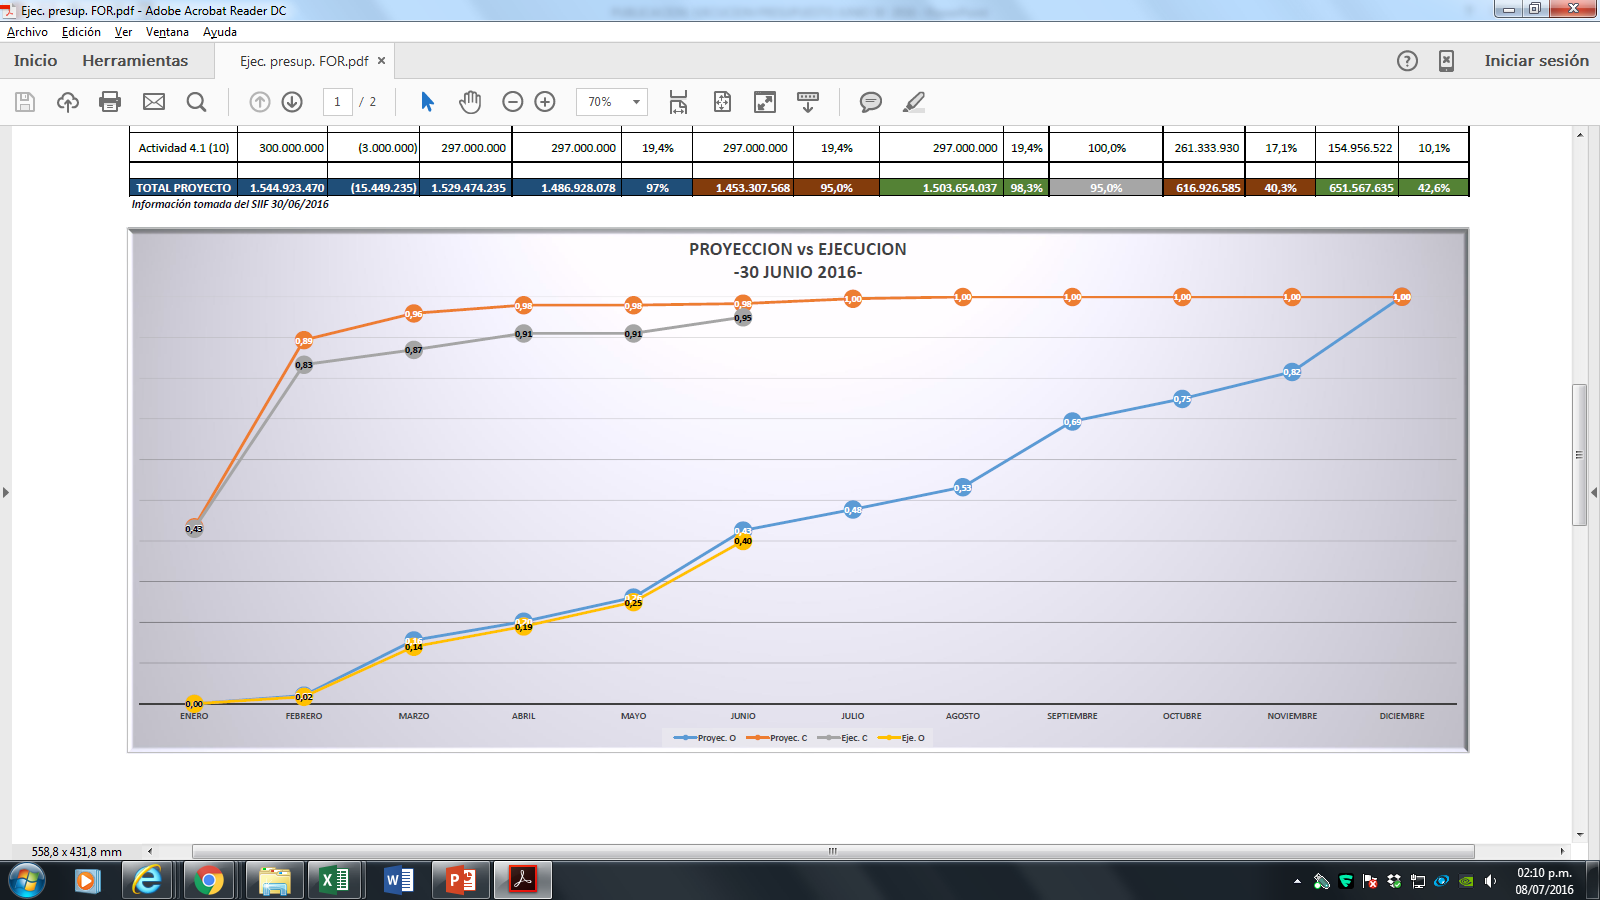 Ejec. presup. FOR.pdf - Adobe Acrobat Reader DC
Archivo Edición Ver Ventana Ayuda
Inicio Herramientas Ejec. presup. FOR.pdf × Iniciar sesión
1 / 2 70%
Actividad 4.1 (10) 300.000.000 (3.000.000) 297.000.000 297.000.000 19,4% 297.000.000 19,4% 297.000.000 19,4% 100,0% 261.333.930 17,1% 154.956.522 10,1%
TOTAL PROYECTO 1.544.923.470 (15.449.235) 1.529.474.235 1.486.928.078 97% 1.453.307.568 95,0% 1.503.654.037 98,3% 95,0% 616.926.585 40,3% 651.567.635 42,6%
Información tomada del SIIF 30/06/2016
PROYECCION vs EJECUCION
-30 JUNIO 2016-
0,89 0,96 0,98 0,98 0,98 1,00 1,00 1,00 1,00 1,00 1,00
0,43 0,83 0,87 0,91 0,91 0,95
0,16 0,43 0,48 0,53 0,69 0,75 0,82
0,00 0,02 0,14 0,19 0,25 0,40
ENERO FEBRERO MARZO ABRIL MAYO JUNIO JULIO AGOSTO SEPTIEMBRE OCTUBRE NOVIEMBRE DICIEMBRE
Proyec. O Proyec. C Ejec. C Eje. O
558,8 x 431,8 mm
02:10 p.m.
08/07/2016